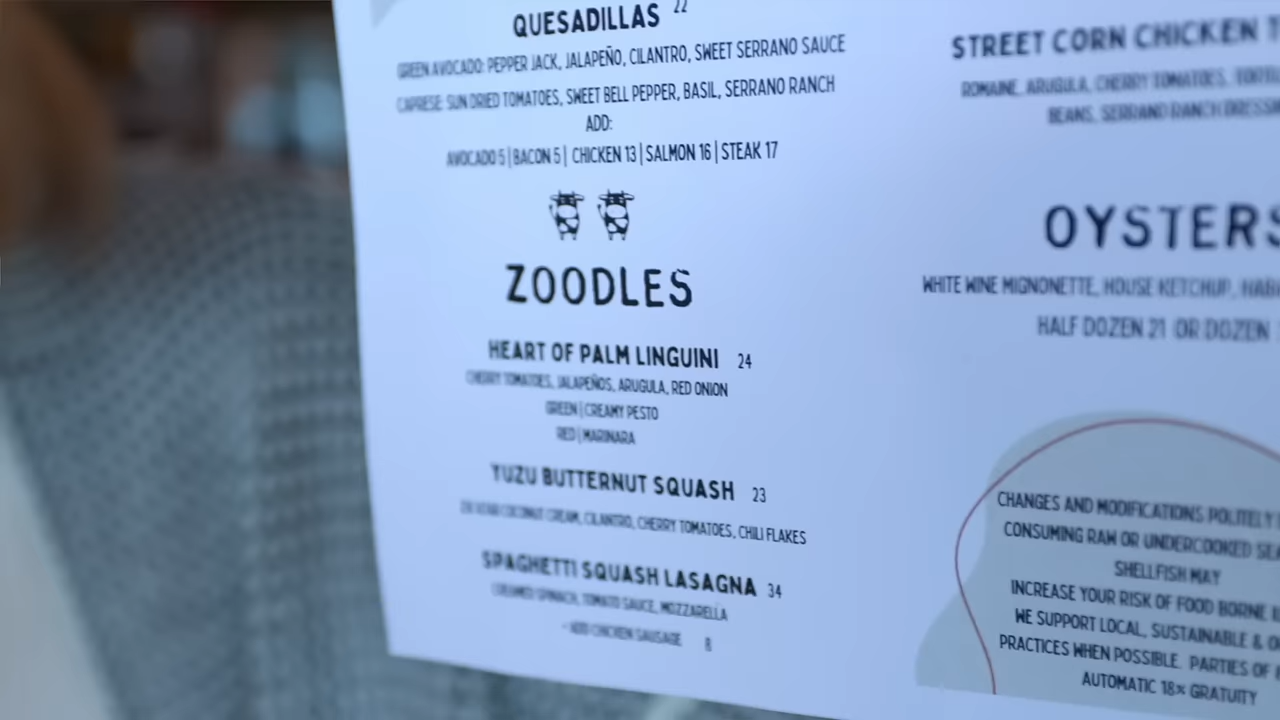 QUESADILLAS 22
GREEN AVOCADO: PEPPER JACK, JALAPEÑO, CILANTRO, SWEET SERRANO SAUCE
CAPRESE: SUN DRIED TOMATOES, SWEET BELL PEPPER, BASIL, SERRANO RANCH
ADD:
AVOCADO 5 | BACON 5 | CHICKEN 13 | SALMON 16 | STEAK 17
ZOODLES
HEART OF PALM LINGUINI 24
CHERRY TOMATOES, JALAPEÑOS, ARUGULA, RED ONION
GREEN | CREAMY PESTO
RED | MARINARA
YUZU BUTTERNUT SQUASH 23
COCONUT CREAM, CILANTRO, CHERRY TOMATOES, CHILI FLAKES
SPAGHETTI SQUASH LASAGNA 34
CREAMED SPINACH, TOMATO SAUCE, MOZZARELLA
- ADD CHICKEN SAUSAGE 8
STREET CORN CHICKEN
ROMAINE, ARUGULA, CHERRY TOMATOES,
BEANS, SERRANO RANCH
OYSTERS
WHITE WINE MIGNONETTE, HOUSE KETCHUP,
HALF DOZEN 21 OR DOZEN
CHANGES AND MODIFICATIONS POLITELY
CONSUMING RAW OR UNDERCOOKED
SHELLFISH MAY
INCREASE YOUR RISK OF FOOD BORNE
WE SUPPORT LOCAL, SUSTAINABLE &
PRACTICES WHEN POSSIBLE. PARTIES OF
AUTOMATIC 18% GRATUITY